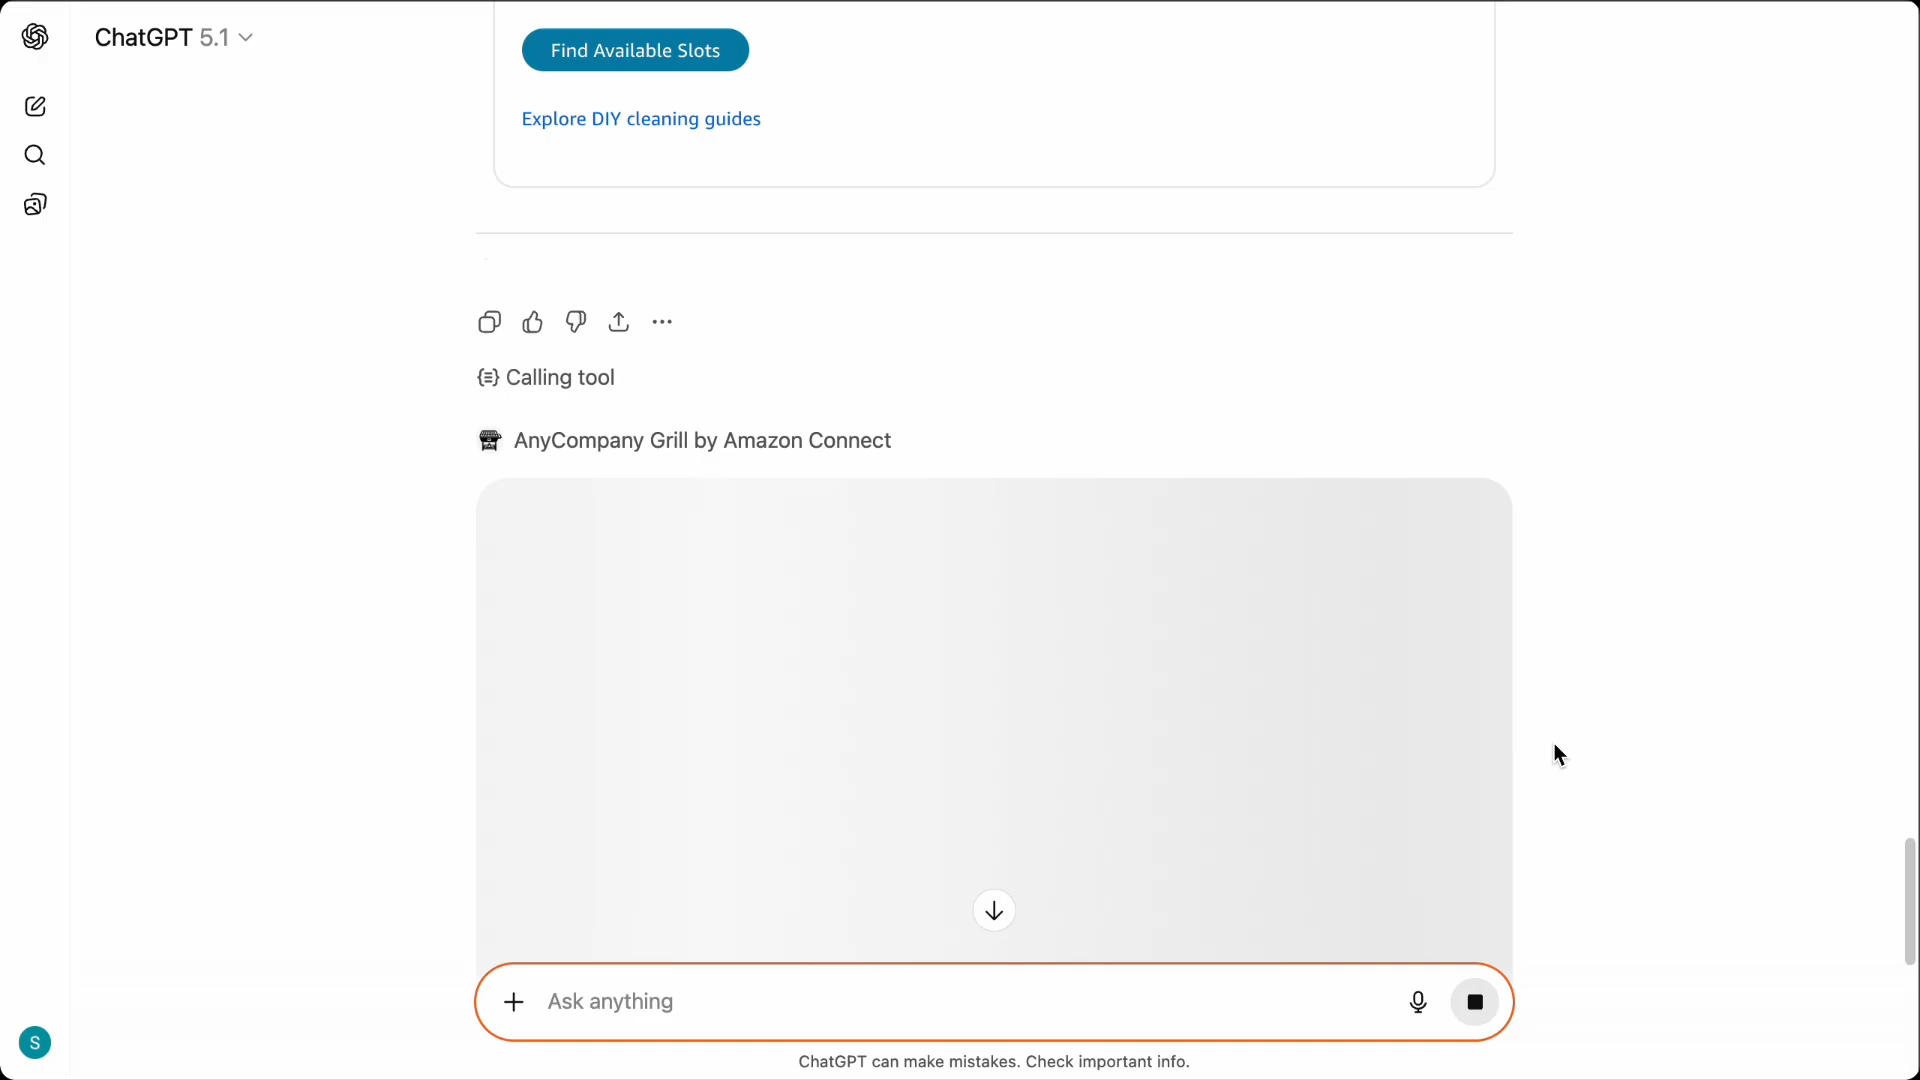 ChatGPT 5.1
Find Available Slots
Explore DIY cleaning guides
Calling tool
AnyCompany Grill by Amazon Connect
Ask anything
S
ChatGPT can make mistakes. Check important info.